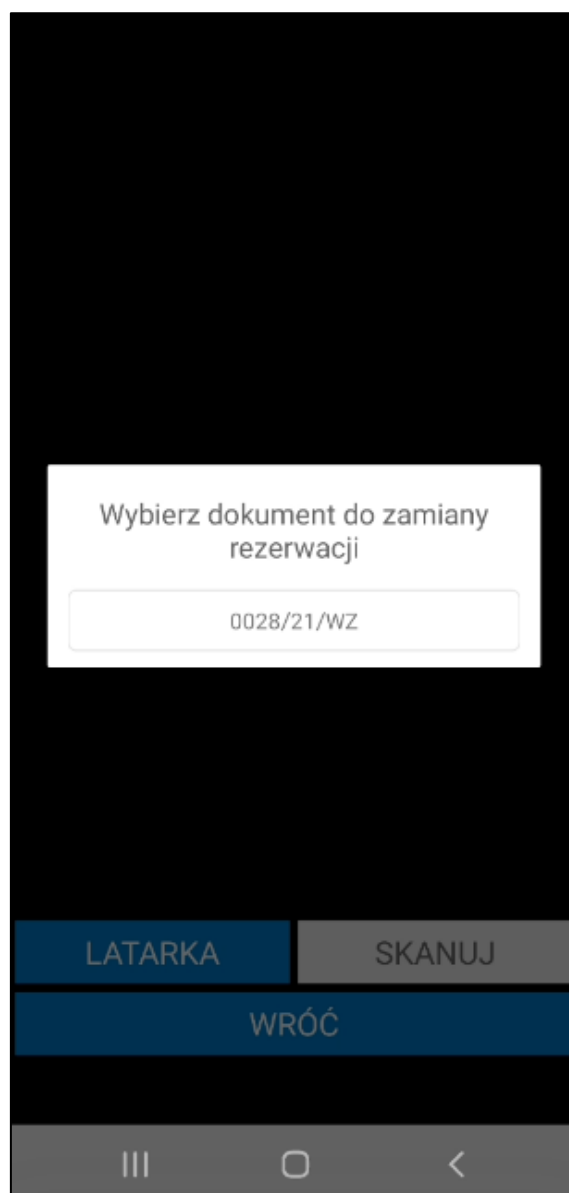 Wybierz dokument do zamiany
rezerwacji
0028/21/WZ
LATARKA
SKANUJ
WRÓĆ